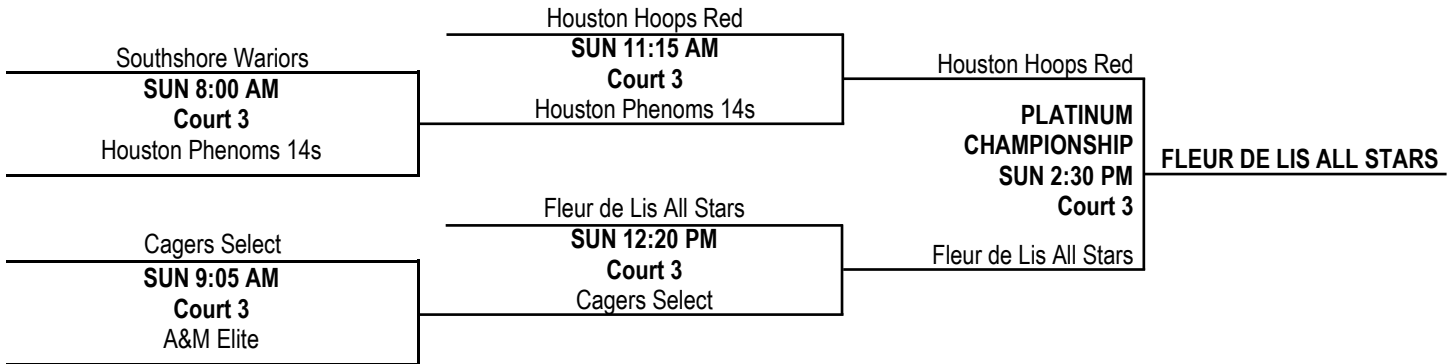 Southshore Wariors
SUN 8:00 AM
Court 3
Houston Phenoms 14s
Cagers Select
SUN 9:05 AM
Court 3
A&M Elite
Houston Hoops Red
SUN 11:15 AM
Court 3
Houston Phenoms 14s
Fleur de Lis All Stars
SUN 12:20 PM
Court 3
Cagers Select
Houston Hoops Red
PLATINUM
CHAMPIONSHIP
SUN 2:30 PM
Court 3
Fleur de Lis All Stars
FLEUR DE LIS ALL STARS